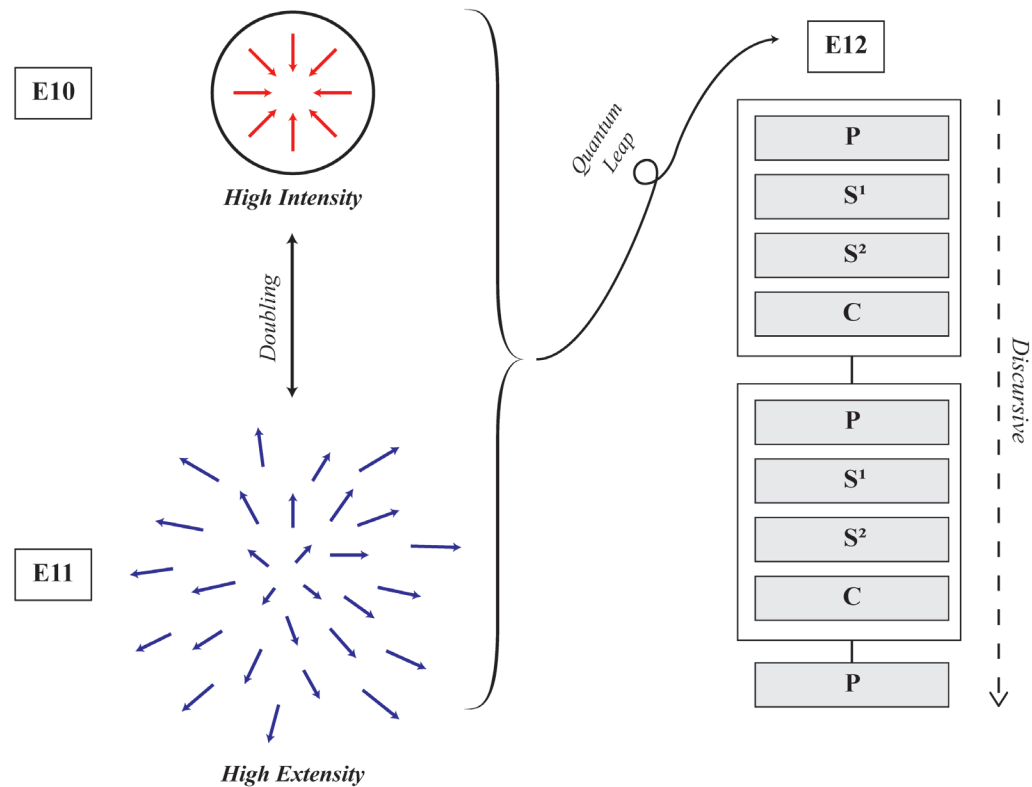 E10
High Intensity
Doubling
E11
High Extensity
Quantum
Leap
E12
P
S¹
S²
C
P
S¹
S²
C
P
Discursive